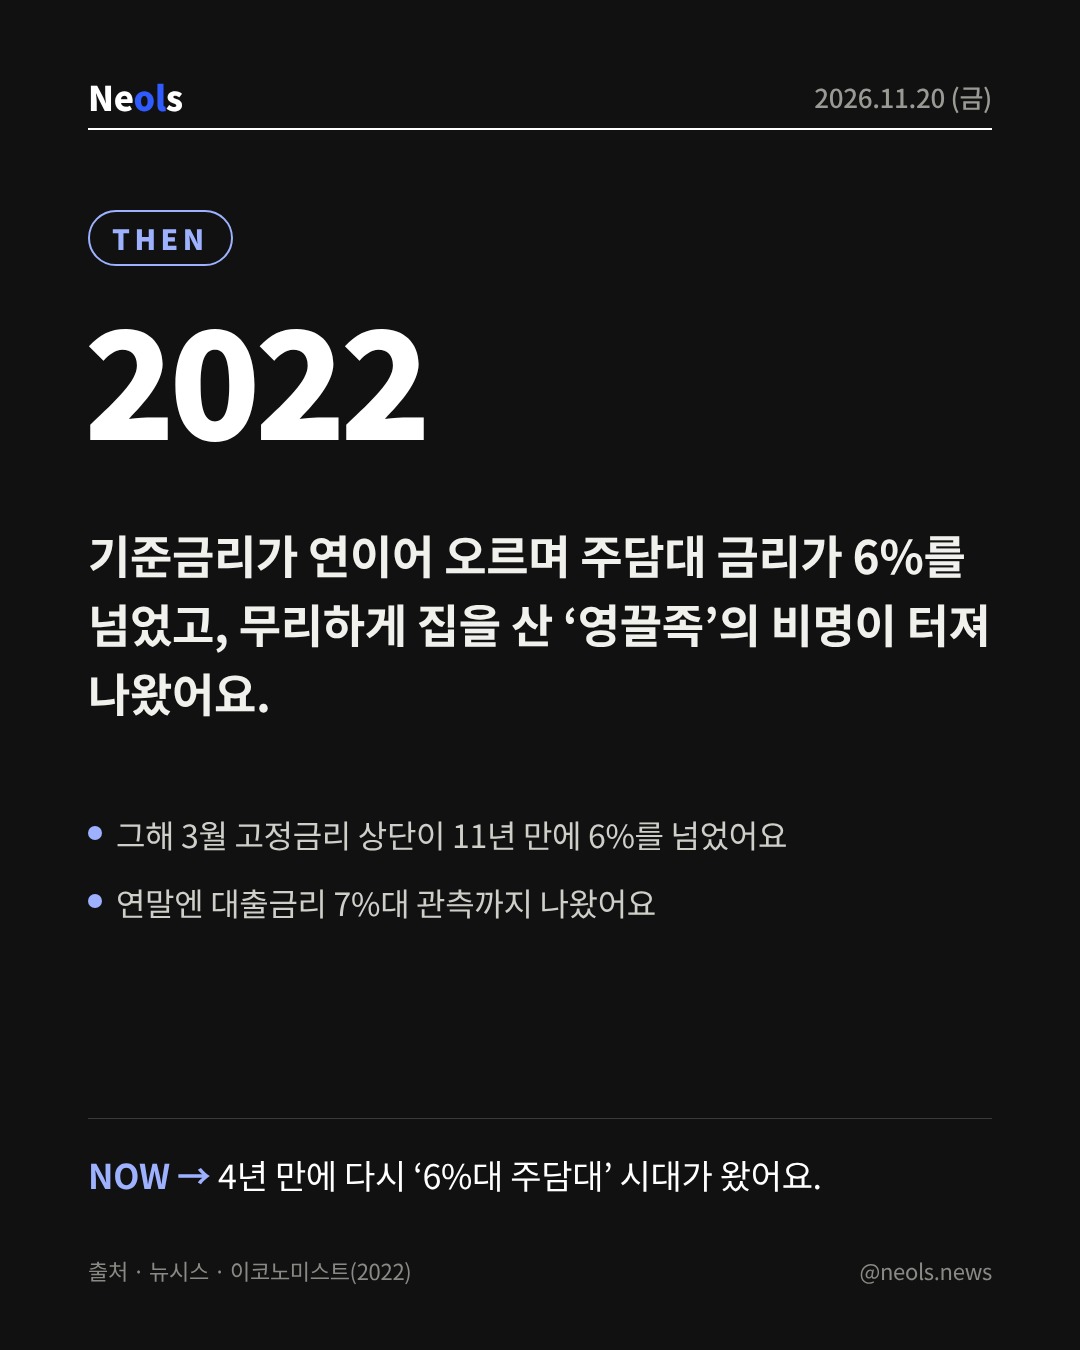 Neols
2026.11.20 (금)
THEN
2022
기준금리가 연이어 오르며 주담대 금리가 6%를
넘었고, 무리하게 집을 산 ‘영끌족’의 비명이 터져
나왔어요.
• 그해 3월 고정금리 상단이 11년 만에 6%를 넘었어요
• 연말엔 대출금리 7%대 관측까지 나왔어요
NOW → 4년 만에 다시 ‘6%대 주담대’ 시대가 왔어요.
출처 · 뉴시스 · 이코노미스트(2022)
@neols.news